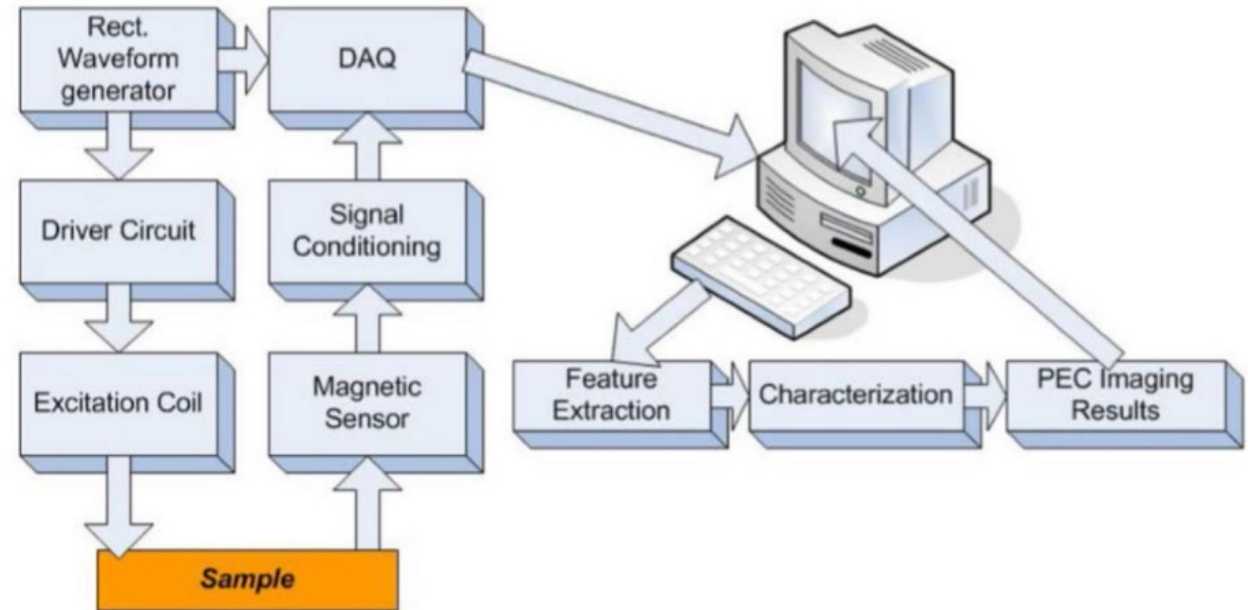 Rect.
Waveform
generator
DAQ
Driver Circuit
Signal
Conditioning
Excitation Coil
Magnetic
Sensor
Sample
Feature
Extraction
Characterization
PEC Imaging
Results